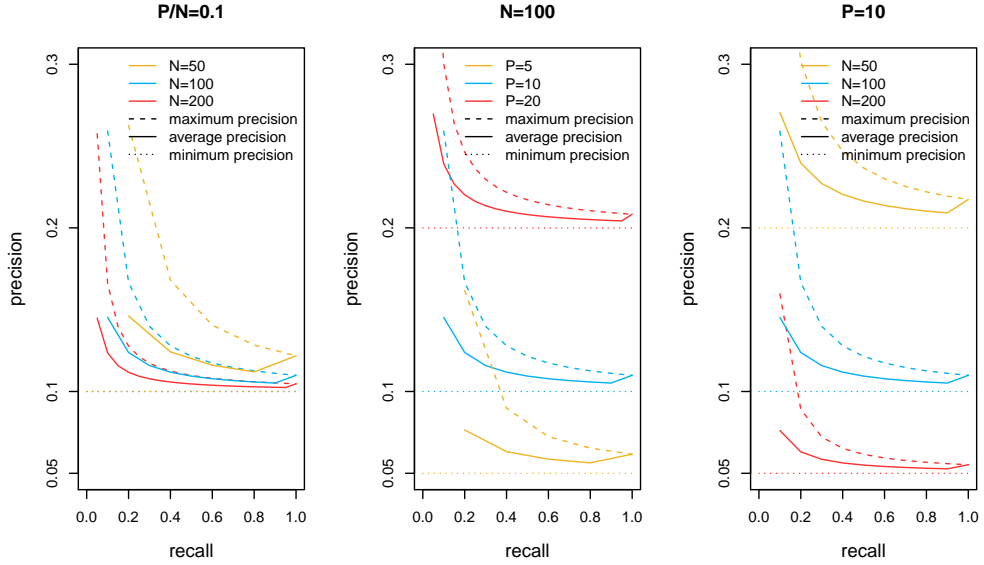 P/N=0.1
N=50
N=100
N=200
maximum precision
average precision
minimum precision
0.3
0.2
0.1
0.05
precision
0.0 0.2 0.4 0.6 0.8 1.0
recall
N=100
P=5
P=10
P=20
maximum precision
average precision
minimum precision
0.3
0.2
0.1
0.05
precision
0.0 0.2 0.4 0.6 0.8 1.0
recall
P=10
N=50
N=100
N=200
maximum precision
average precision
minimum precision
0.3
0.2
0.1
0.05
precision
0.0 0.2 0.4 0.6 0.8 1.0
recall